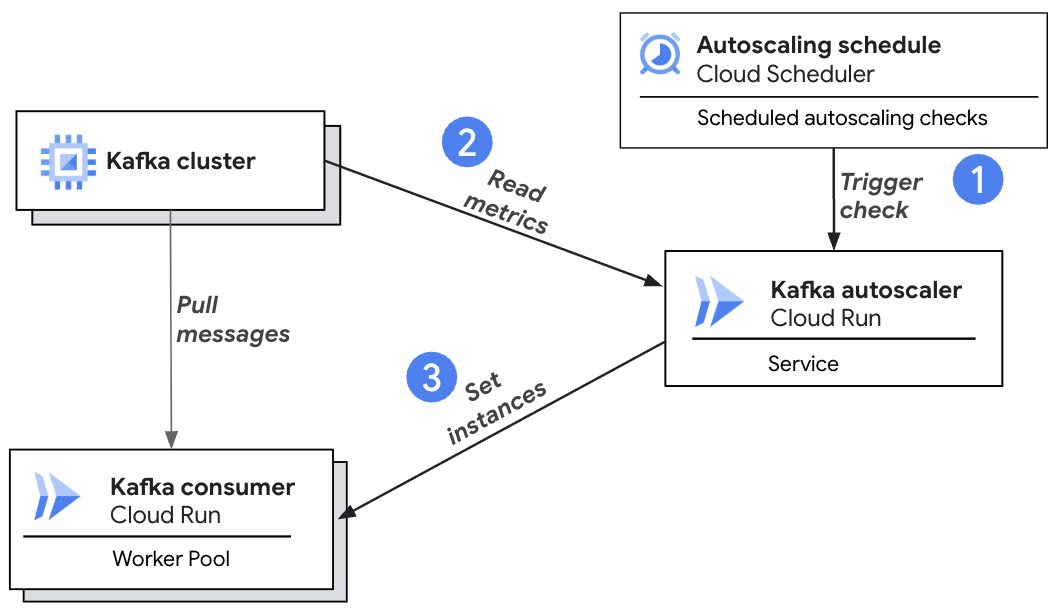 Autoscaling schedule
Cloud Scheduler
Scheduled autoscaling checks
Kafka cluster
2
Read
metrics
Trigger
check
1
Kafka autoscaler
Cloud Run
Service
Pull
messages
3
Set
instances
Kafka consumer
Cloud Run
Worker Pool